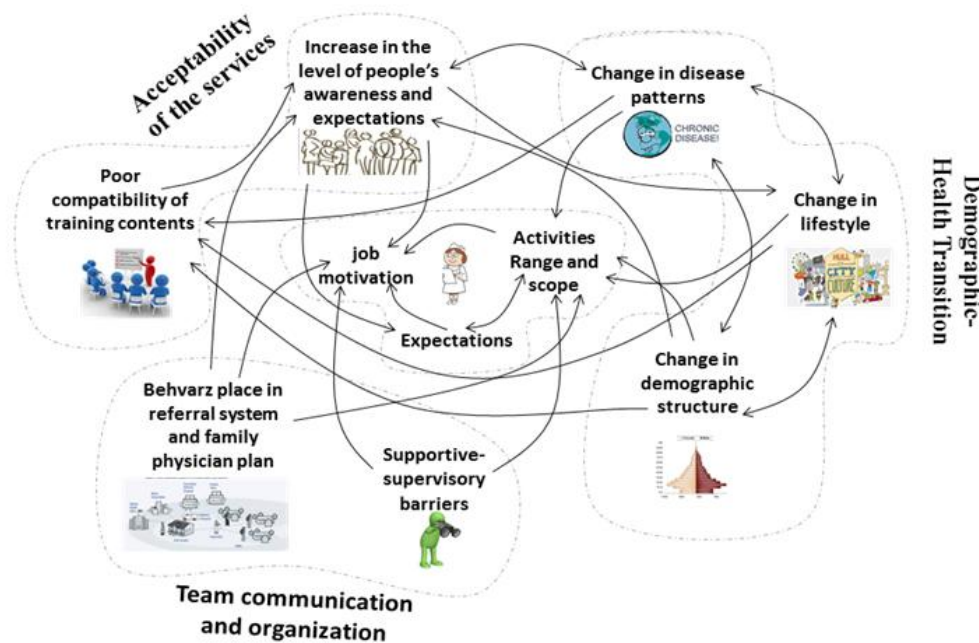 Acceptability
of the services
Increase in the
level of people's
awareness and
expectations
Change in disease
patterns
CHRONIC
DISEASE!
Demographic-
Health Transition
Poor
compatibility of
training contents
Change in
lifestyle
CITY
CULTURE
job
motivation
Activities
Range and
scope
Expectations
Change in
demographic
structure
Behvarz place in
referral system
and family
physician plan
Supportive-
supervisory
barriers
Team communication
and organization